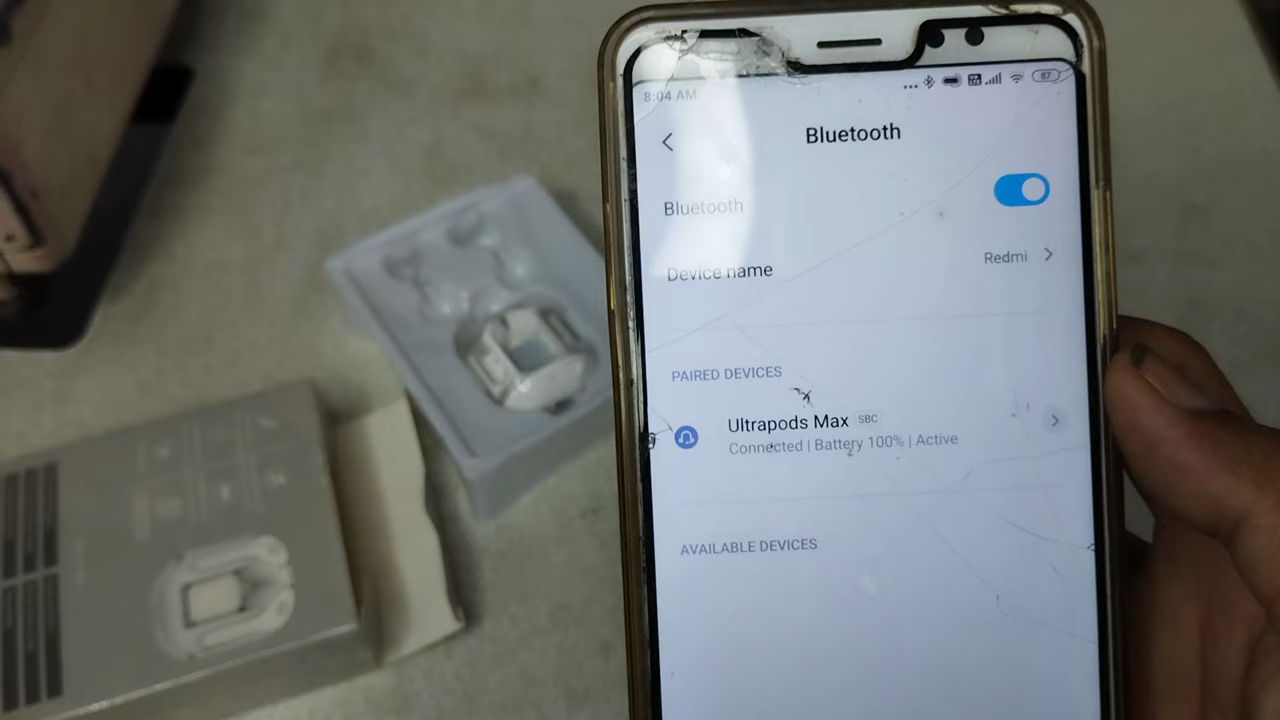 8:04 AM
87
Bluetooth
Bluetooth
Device name
Redmi
PAIRED DEVICES
Ultrapods Max SBC
Connected | Battery 100% | Active
AVAILABLE DEVICES